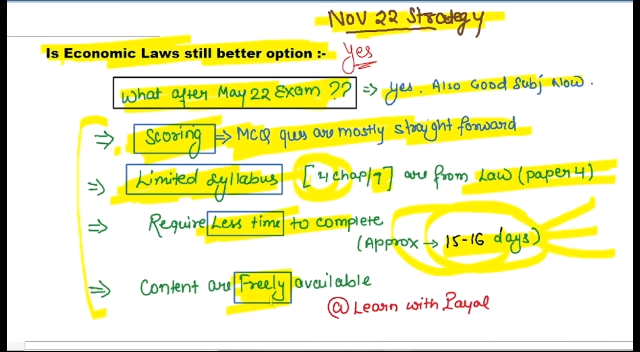 Nov 22 Strategy
Is Economic Laws still better option :- Yes
What after May 22 Exam ?? => yes. Also Good Subj Now.
=> Scoring => MCQ ques are mostly straight forward
=> Limited syllabus [4 chap/9] are from Law (paper 4)
=> Require Less time to complete
(Approx → 15-16 days)
=> Content are Freely available
@ Learn with Payal